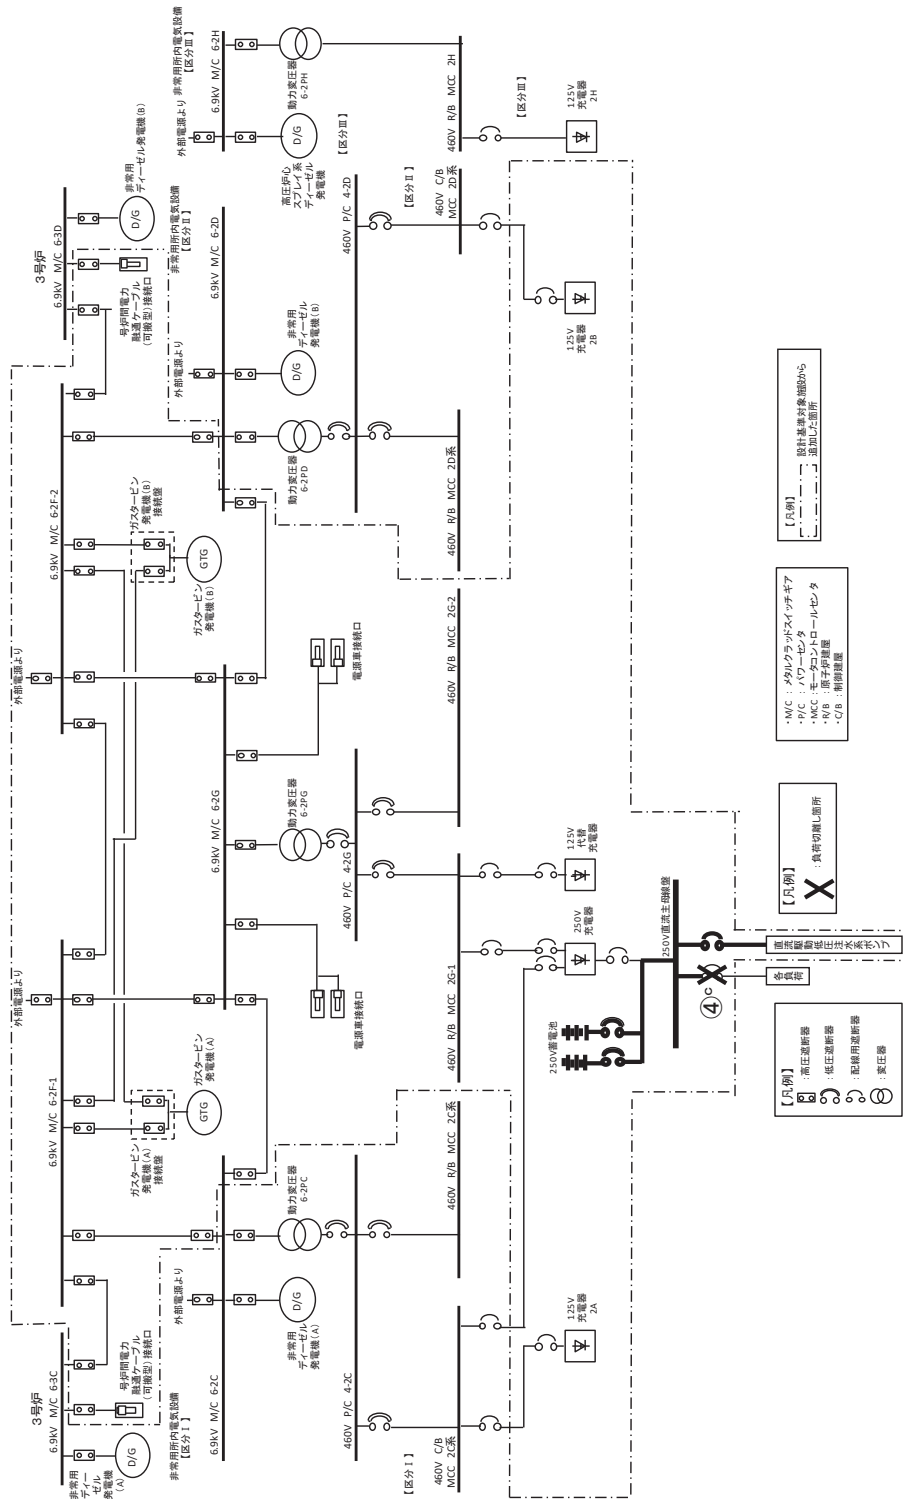 3号炉
6.9kV M/C 6-3C
非常用
ディー
ゼル
発電機
(A)
D/G
号炉間電力
融通ケーブル
(可搬型)接続口
6.9kV M/C 6-2F-1
外部電源より
ガスタービン
発電機(A)
接続盤
GTG
ガスタービン
発電機(A)
6.9kV M/C 6-2F-2
外部電源より
ガスタービン
発電機(B)
接続盤
GTG
ガスタービン
発電機(B)
3号炉
6.9kV M/C 6-3D
号炉間電力
融通ケーブル
(可搬型)接続口
非常用
ディーゼル発電機(B)
D/G
非常用所内電気設備
【区分Ⅰ】
6.9kV M/C 6-2C
外部電源より
D/G
非常用
ディーゼル
発電機(A)
動力変圧器
6-2PC
6.9kV M/C 6-2G
動力変圧器
6-2PG
電源車接続口
電源車接続口
非常用所内電気設備
【区分Ⅱ】
6.9kV M/C 6-2D
外部電源より
動力変圧器
6-2PD
D/G
非常用
ディーゼル
発電機(B)
非常用所内電気設備
【区分Ⅲ】
6.9kV M/C 6-2H
外部電源より
D/G
高圧炉心
スプレイ系
ディーゼル
発電機
動力変圧器
6-2PH
【区分Ⅲ】
460V P/C 4-2C
460V P/C 4-2G
460V P/C 4-2D
【区分Ⅰ】
460V C/B
MCC 2C系
460V R/B MCC 2C系
460V R/B MCC 2G-1
460V R/B MCC 2G-2
460V R/B MCC 2D系
【区分Ⅱ】
460V C/B
MCC 2D系
460V R/B MCC 2H
【区分Ⅲ】
125V
充電器
2A
250V
充電器
125V
代替
充電器
125V
充電器
2B
125V
充電器
2H
250V蓄電池
250V直流主母線盤
④
C
各負荷
直流駆動低圧注水系ポンプ
【凡例】
:高圧遮断器
:低圧遮断器
:配線用遮断器
:変圧器
【凡例】
:負荷切離し箇所
・M/C :メタルクラッドスイッチギア
・P/C :パワーセンタ
・MCC :モータコントロールセンタ
・R/B :原子炉建屋
・C/B :制御建屋
【凡例】
:設計基準対象施設から
追加した箇所